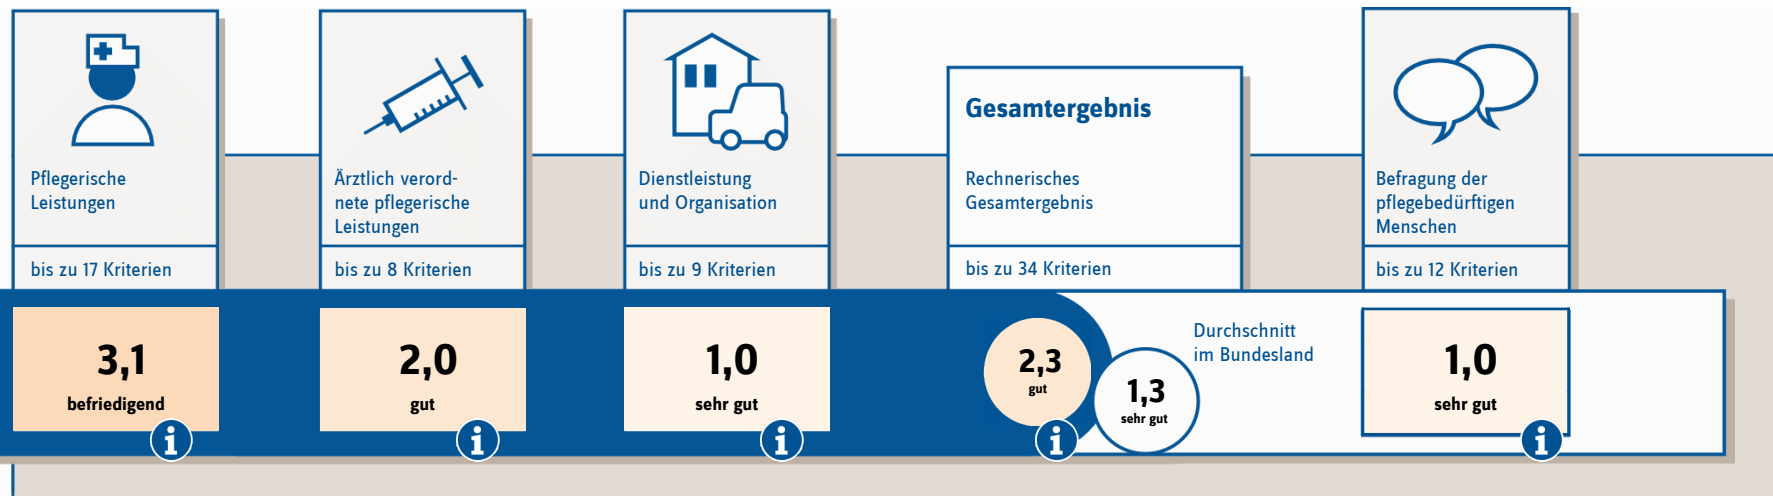 Pflegerische
Leistungen
bis zu 17 Kriterien
3,1
befriedigend
i
Ärztlich verord-
nete pflegerische
Leistungen
bis zu 8 Kriterien
2,0
gut
i
Dienstleistung
und Organisation
bis zu 9 Kriterien
1,0
sehr gut
i
Gesamtergebnis
Rechnerisches
Gesamtergebnis
bis zu 34 Kriterien
2,3
gut
i
1,3
sehr gut
Durchschnitt
im Bundesland
Befragung der
pflegebedürftigen
Menschen
bis zu 12 Kriterien
1,0
sehr gut
i